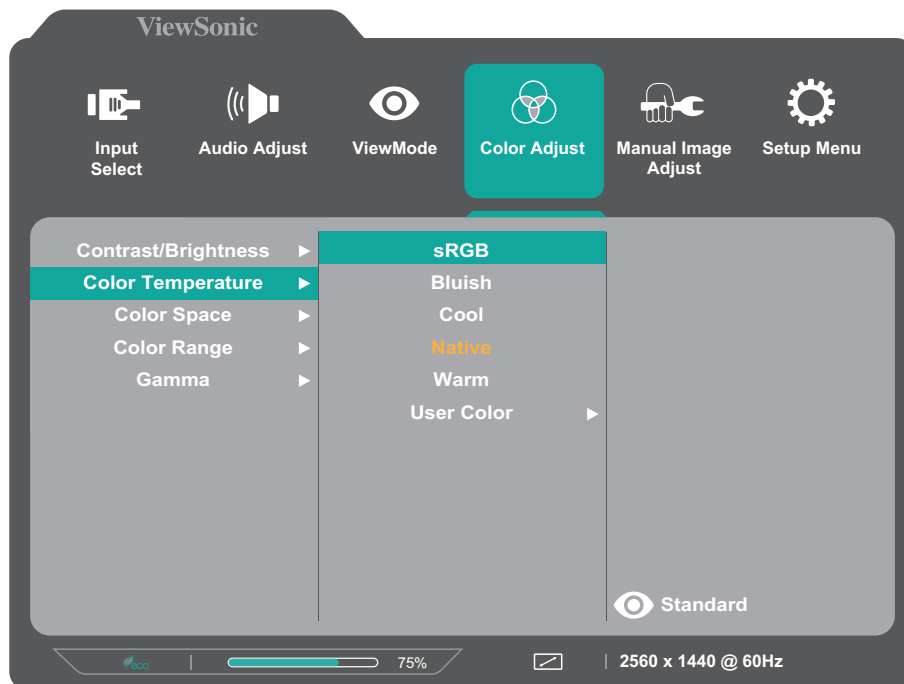 ViewSonic
Input Select
Audio Adjust
ViewMode
Color Adjust
Manual Image Adjust
Setup Menu
Contrast/Brightness
Color Temperature
Color Space
Color Range
Gamma
sRGB
Bluish
Cool
Native
Warm
User Color
Standard
eco
75%
2560 x 1440 @ 60Hz